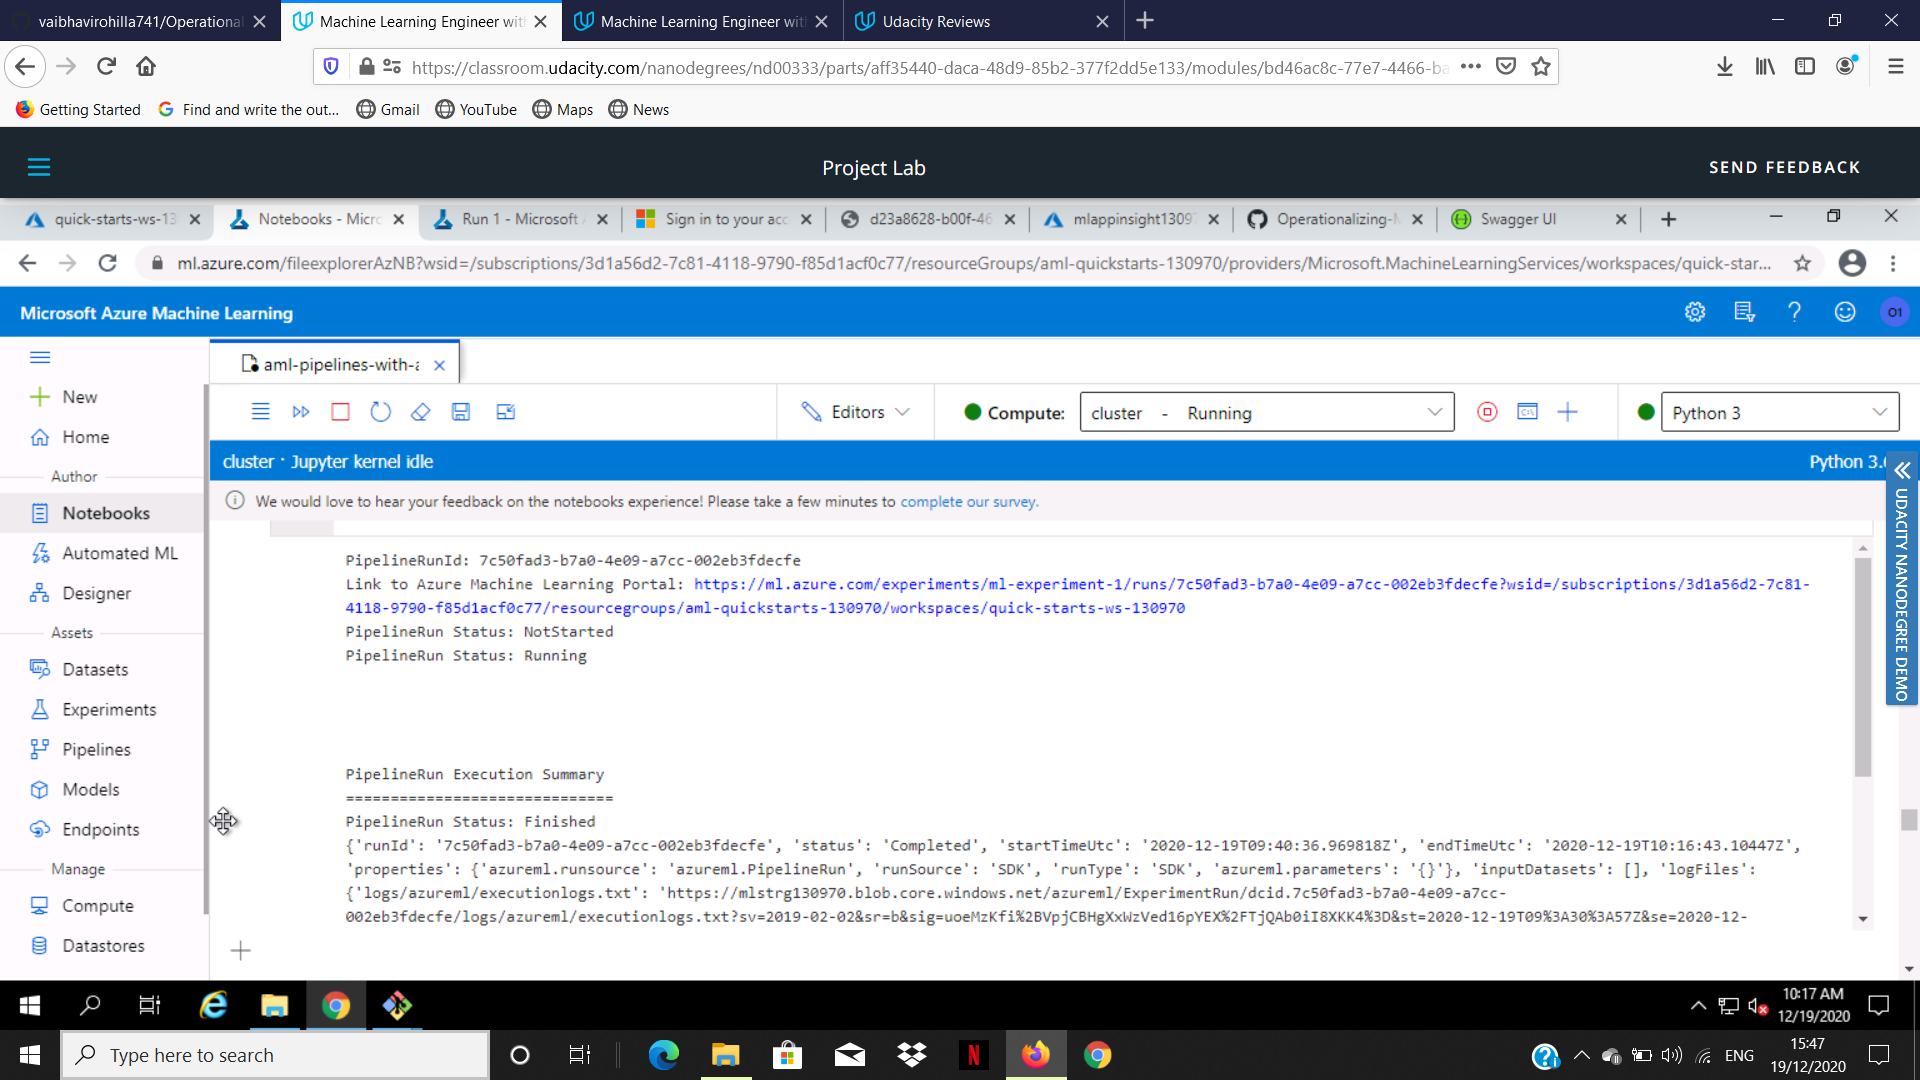 vaibhavirohilla741/Operational
Machine Learning Engineer with
Machine Learning Engineer with
Udacity Reviews
https://classroom.udacity.com/nanodegrees/nd00333/parts/aff35440-daca-48d9-85b2-377f2dd5e133/modules/bd46ac8c-77e7-4466-ba
Getting Started
Find and write the out...
Gmail
YouTube
Maps
News
Project Lab
SEND FEEDBACK
quick-starts-ws-13
Notebooks - Micro
Run 1 - Microsoft
Sign in to your acc
d23a8628-b00f-46
mlappinsight13097
Operationalizing-
Swagger UI
ml.azure.com/fileexplorerAzNB?wsid=/subscriptions/3d1a56d2-7c81-4118-9790-f85d1acf0c77/resourceGroups/aml-quickstarts-130970/providers/Microsoft.MachineLearningServices/workspaces/quick-star...
Microsoft Azure Machine Learning
O1
New
Home
Author
Notebooks
Automated ML
Designer
Assets
Datasets
Experiments
Pipelines
Models
Endpoints
Manage
Compute
Datastores
aml-pipelines-with-a
Editors
Compute:
cluster - Running
Python 3
cluster · Jupyter kernel idle
Python 3.
We would love to hear your feedback on the notebooks experience! Please take a few minutes to complete our survey.
PipelineRunId: 7c50fad3-b7a0-4e09-a7cc-002eb3fdecfe
Link to Azure Machine Learning Portal: https://ml.azure.com/experiments/ml-experiment-1/runs/7c50fad3-b7a0-4e09-a7cc-002eb3fdecfe?wsid=/subscriptions/3d1a56d2-7c81-
4118-9790-f85d1acf0c77/resourcegroups/aml-quickstarts-130970/workspaces/quick-starts-ws-130970
PipelineRun Status: NotStarted
PipelineRun Status: Running
PipelineRun Execution Summary
==============================
PipelineRun Status: Finished
{'runId': '7c50fad3-b7a0-4e09-a7cc-002eb3fdecfe', 'status': 'Completed', 'startTimeUtc': '2020-12-19T09:40:36.969818Z', 'endTimeUtc': '2020-12-19T10:16:43.10447Z',
'properties': {'azureml.runsource': 'azureml.PipelineRun', 'runSource': 'SDK', 'runType': 'SDK', 'azureml.parameters': '{}'}, 'inputDatasets': [], 'logFiles':
{'logs/azureml/executionlogs.txt': 'https://mlstrg130970.blob.core.windows.net/azureml/ExperimentRun/dcid.7c50fad3-b7a0-4e09-a7cc-
002eb3fdecfe/logs/azureml/executionlogs.txt?sv=2019-02-02&sr=b&sig=uoeMzKfi%2BVpjCBHgXxWzVed16pYEX%2FTjQAb0iI8XKK4%3D&st=2020-12-19T09%3A30%3A57Z&se=2020-12-
UDACITY NANODEGREE DEMO
10:17 AM
12/19/2020
Type here to search
ENG
15:47
19/12/2020